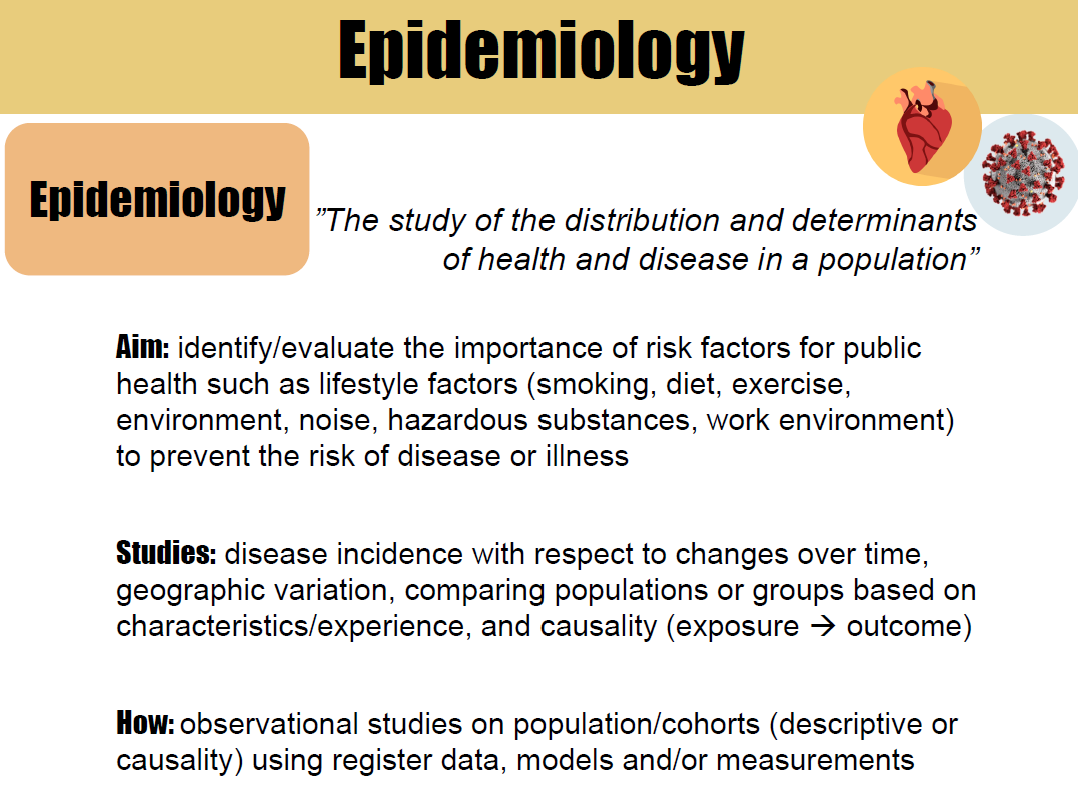 Epidemiology
Epidemiology
”The study of the distribution and determinants
of health and disease in a population”
Aim: identify/evaluate the importance of risk factors for public
health such as lifestyle factors (smoking, diet, exercise,
environment, noise, hazardous substances, work environment)
to prevent the risk of disease or illness
Studies: disease incidence with respect to changes over time,
geographic variation, comparing populations or groups based on
characteristics/experience, and causality (exposure → outcome)
How: observational studies on population/cohorts (descriptive or
causality) using register data, models and/or measurements